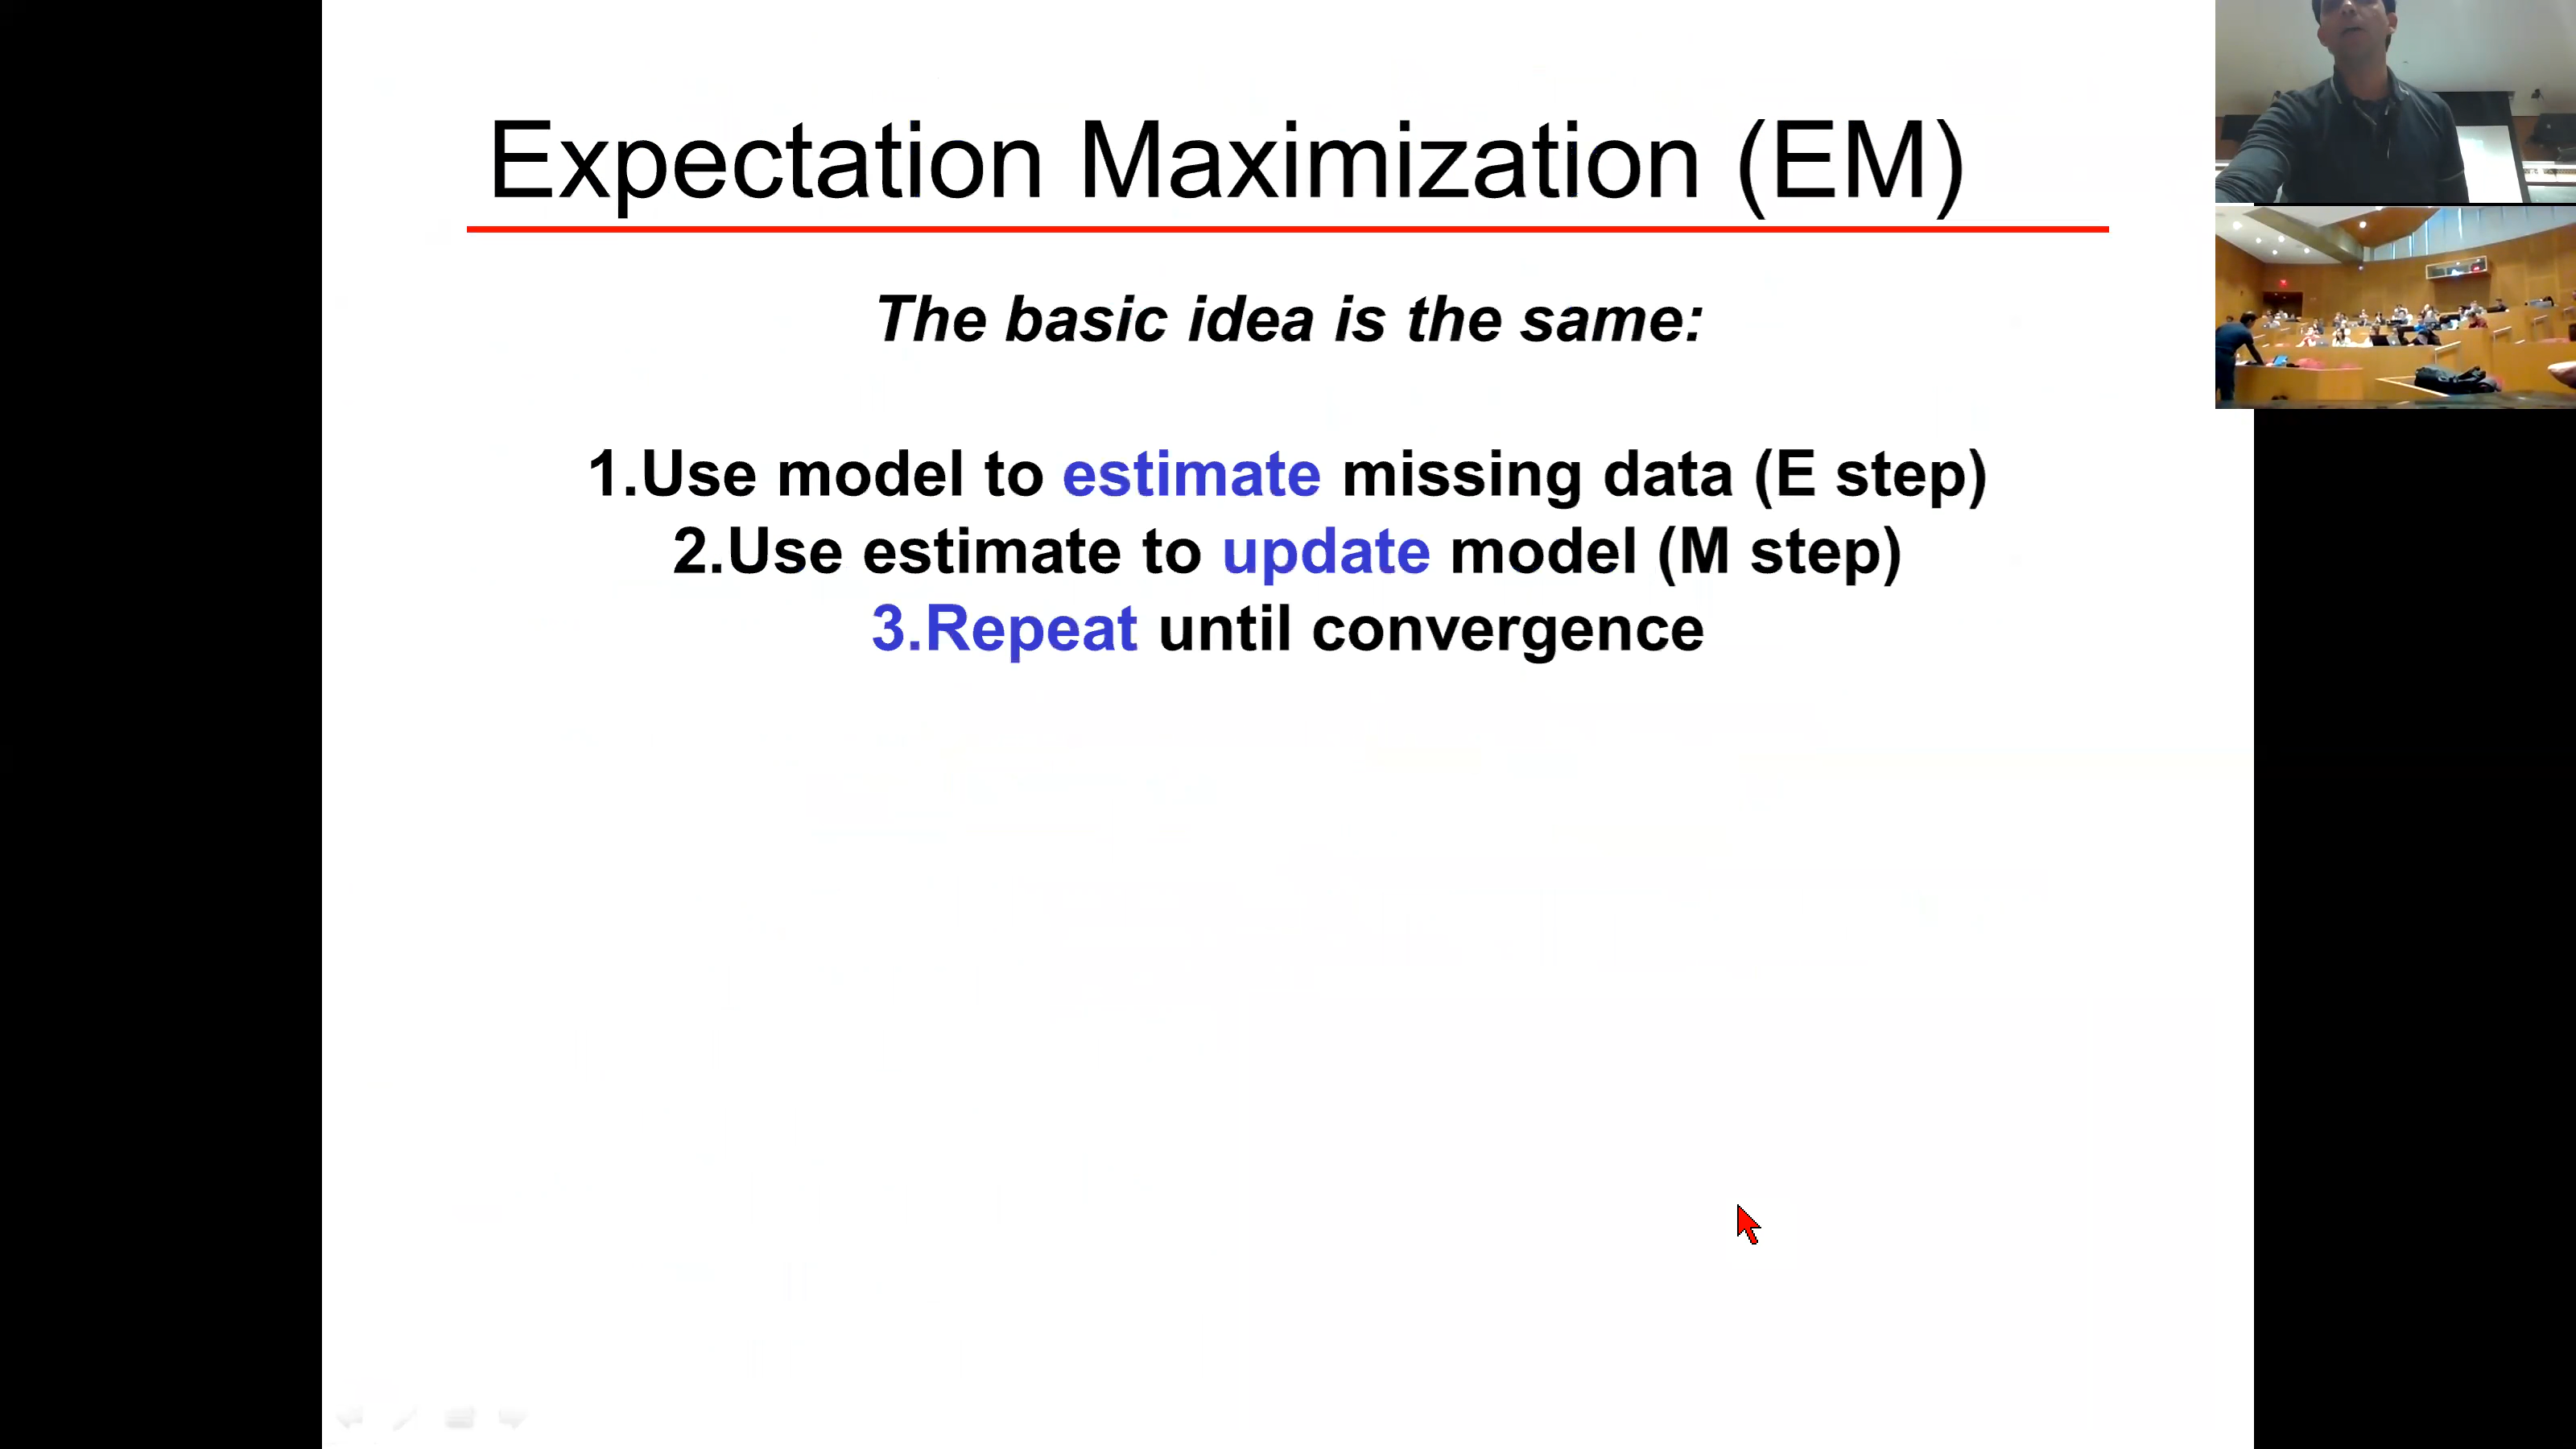 Expectation Maximization (EM)
The basic idea is the same:
1.Use model to estimate missing data (E step)
2.Use estimate to update model (M step)
3.Repeat until convergence